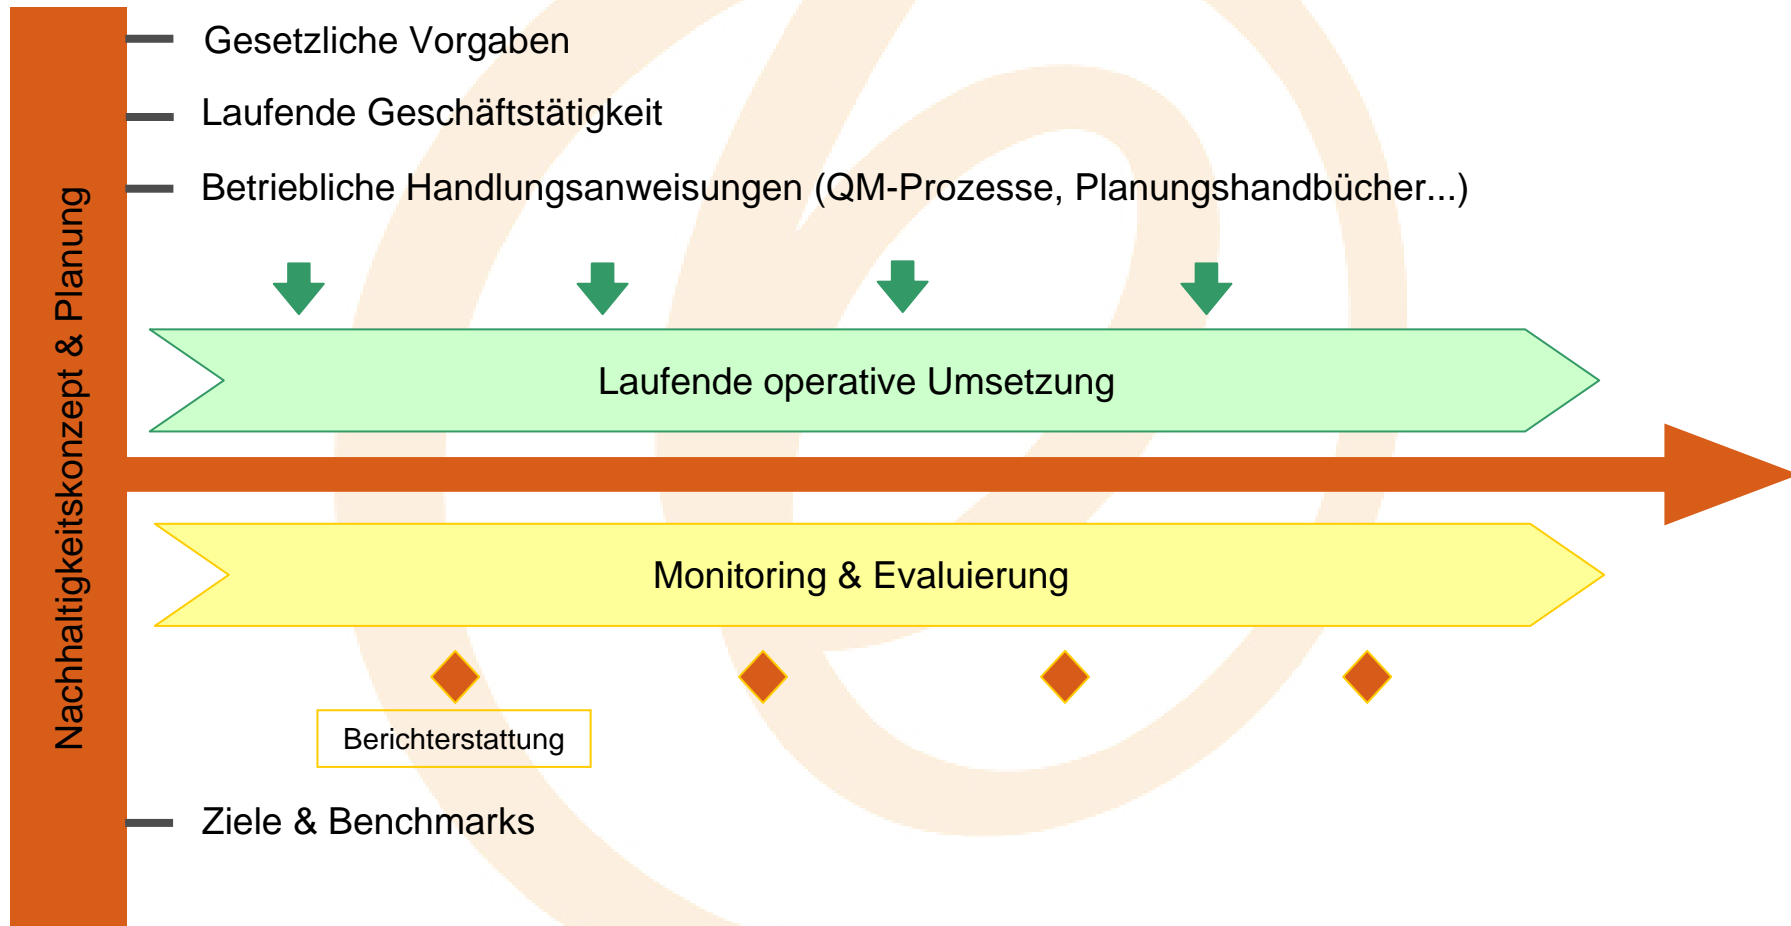 Gesetzliche Vorgaben
Laufende Geschäftstätigkeit
Betriebliche Handlungsanweisungen (QM-Prozesse, Planungshandbücher...)
Nachhaltigkeitskonzept & Planung
Laufende operative Umsetzung
Monitoring & Evaluierung
Berichterstattung
Ziele & Benchmarks